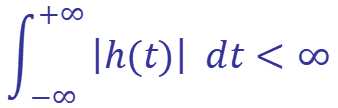 ∫_{-∞}^{+∞} |h(t)| dt < ∞